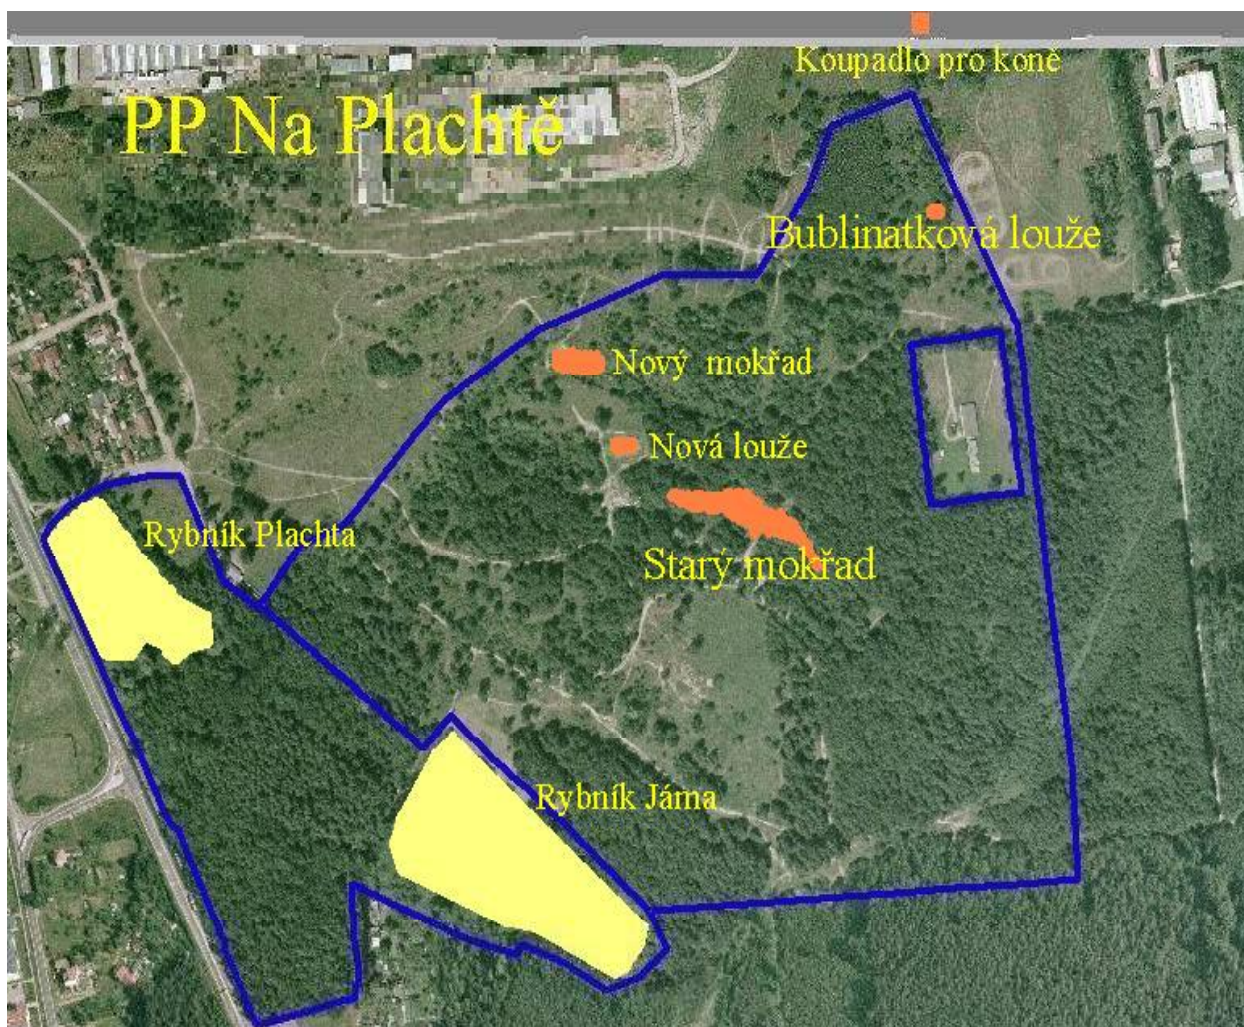 Koupadlo pro koně
PP Na Plachtě
Bublinatková louže
Nový mokřad
Nová louže
Rybník Plachta
Starý mokřad
Rybník Jáma